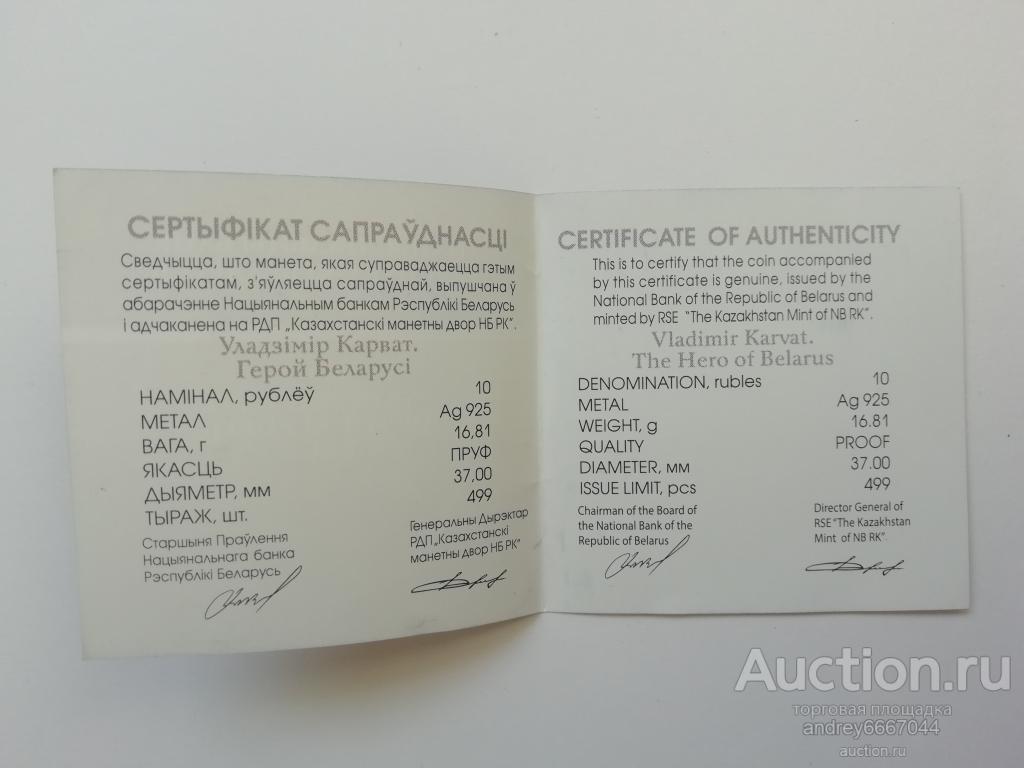 СЕРТЫФІКАТ САПРАЎДНАСЦІ
Сведчыцца, што манета, якая суправаджаецца гэтым
сертыфікатам, з'яўляецца сапраўднай, выпушчана ў
абарачэнне Нацыянальным банкам Рэспублікі Беларусь
і адчаканена на РДП „Казахстанскі манетны двор НБ РК".
Уладзімір Карват.
Герой Беларусі
НАМІНАЛ, рублёў 10
МЕТАЛ Ag 925
ВАГА, г 16,81
ЯКАСЦЬ ПРУФ
ДЫЯМЕТР, мм 37,00
ТЫРАЖ, шт. 499
Старшыня Праўлення
Нацыянальнага банка
Рэспублікі Беларусь
Генеральны Дырэктар
РДП„Казахстанскі
манетны двор НБ РК"
CERTIFICATE OF AUTHENTICITY
This is to certify that the coin accompanied
by this certificate is genuine, issued by the
National Bank of the Republic of Belarus and
minted by RSE "The Kazakhstan Mint of NB RK".
Vladimir Karvat.
The Hero of Belarus
DENOMINATION, rubles 10
METAL Ag 925
WEIGHT, g 16.81
QUALITY PROOF
DIAMETER, мм 37.00
ISSUE LIMIT, pcs 499
Chairman of the Board of
the National Bank of the
Republic of Belarus
Director General of
RSE "The Kazakhstan
Mint of NB RK".
Auction.ru
торговая площадка
andrey6667044
auction.ru